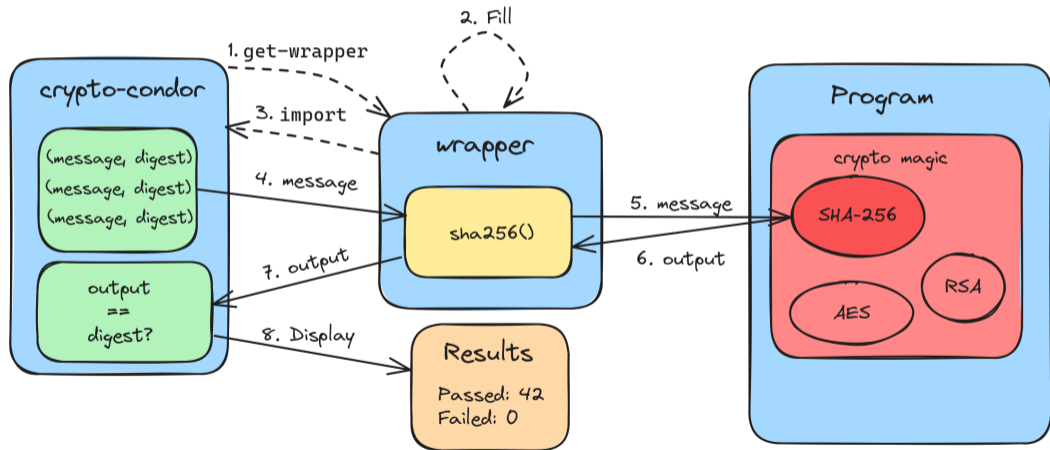 2. Fill
1. get-wrapper
crypto-condor
(message, digest)
(message, digest)
(message, digest)
3. import
4. message
wrapper
sha256()
5. message
6. output
Program
crypto magic
SHA-256
AES
RSA
7. output
output
==
digest?
8. Display
Results
Passed: 42
Failed: 0